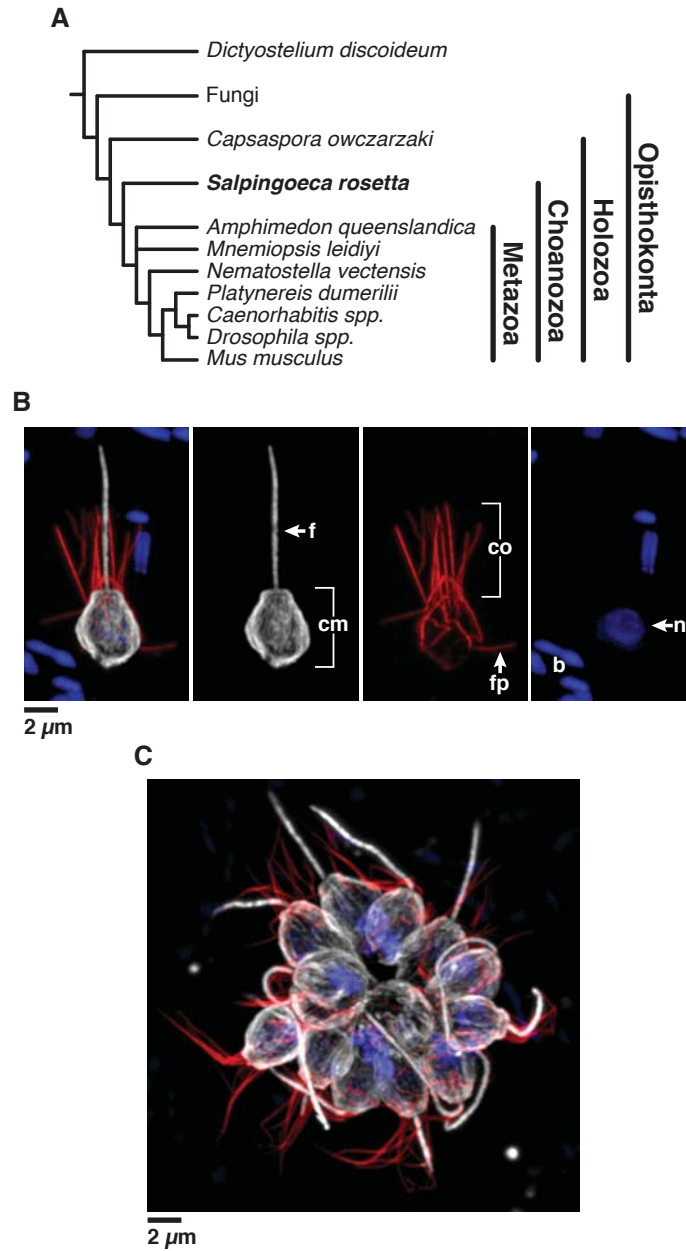 A
Dictyostelium discoideum
Fungi
Capsaspora owczarzaki
Salpingoeca rosetta
Amphimedon queenslandica
Mnemiopsis leidiyi
Nematostella vectensis
Platynereis dumerilii
Caenorhabitis spp.
Drosophila spp.
Mus musculus
Metazoa
Choanozoa
Holozoa
Opisthokonta
B
f
cm
co
fp
n
b
2 µm
C
2 µm